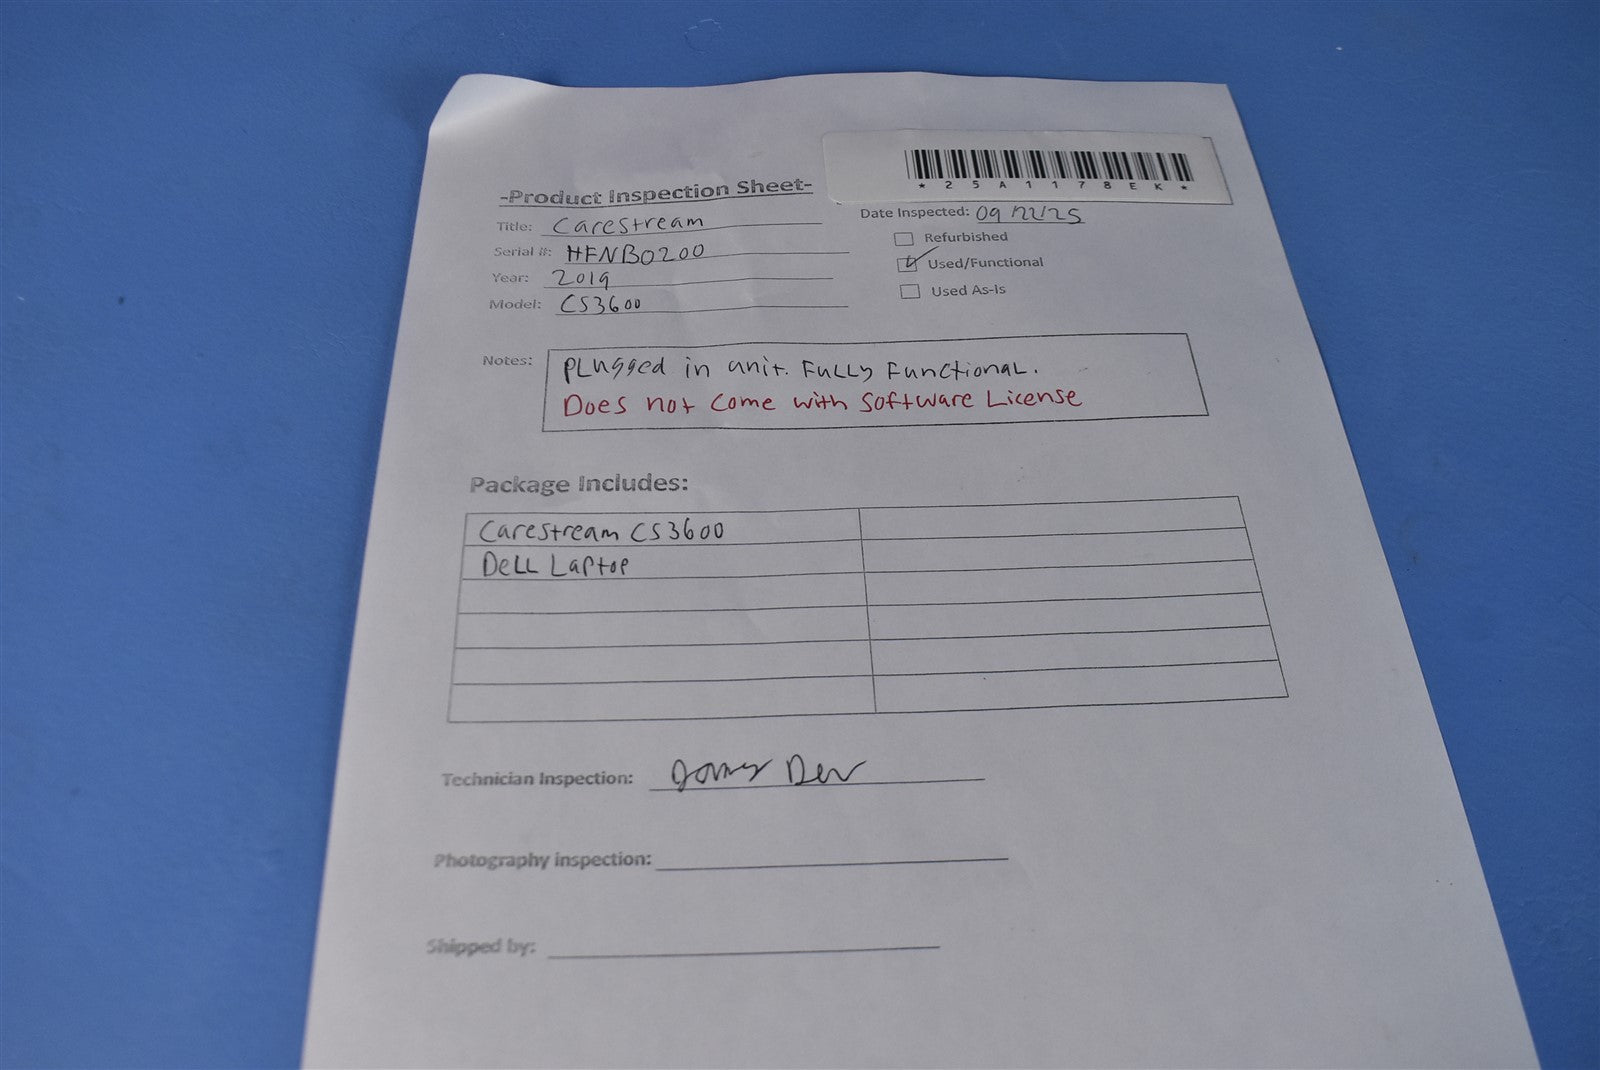 *25A1178EK*
-Product Inspection Sheet-
Title: Carestream
Date Inspected: 09/22/25
Serial #: HFNB0200
Refurbished
Year: 2019
Used/Functional
Model: CS3600
Used As-Is
Notes: PLugged in unit. FuLLy FunctionaL.
Does not come with Software License
Package Includes:
Carestream CS3600
DeLL Laptop
Technician Inspection:
Photography inspection:
Shipped by: